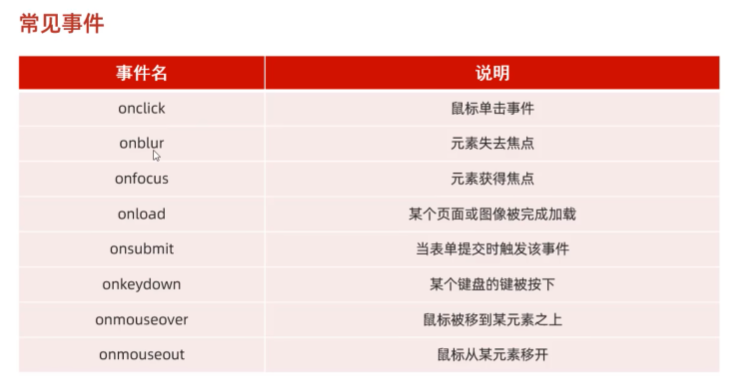 常见事件
事件名 说明
onclick 鼠标单击事件
onblur 元素失去焦点
onfocus 元素获得焦点
onload 某个页面或图像被完成加载
onsubmit 当表单提交时触发该事件
onkeydown 某个键盘的键被按下
onmouseover 鼠标被移到某元素之上
onmouseout 鼠标从某元素移开